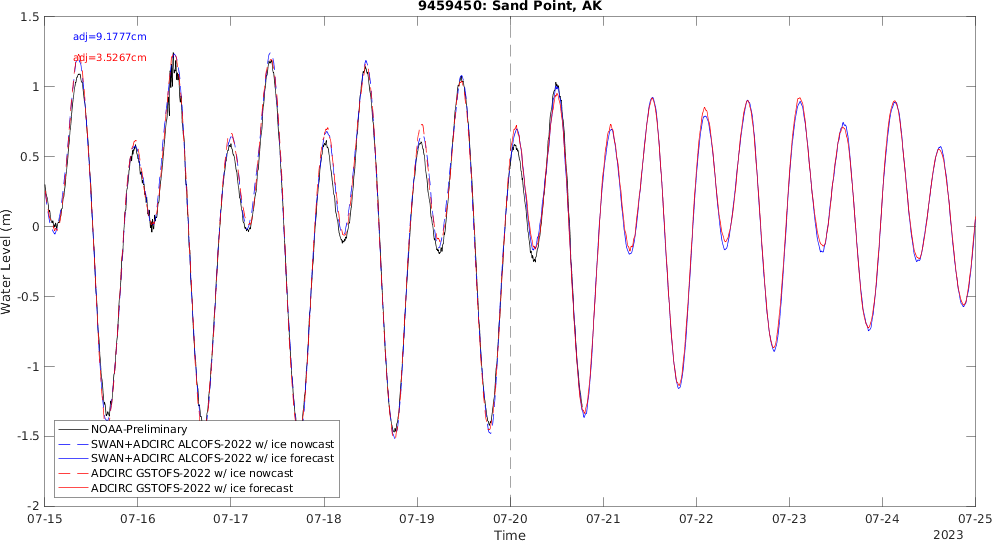 9459450: Sand Point, AK
adj=9.1777cm
adj=3.5267cm
1.5
1
0.5
0
-0.5
-1
-1.5
-2
Water Level (m)
NOAA-Preliminary
SWAN+ADCIRC ALCOFS-2022 w/ ice nowcast
SWAN+ADCIRC ALCOFS-2022 w/ ice forecast
ADCIRC GSTOFS-2022 w/ ice nowcast
ADCIRC GSTOFS-2022 w/ ice forecast
07-15 07-16 07-17 07-18 07-19 07-20 07-21 07-22 07-23 07-24 07-25
Time
2023